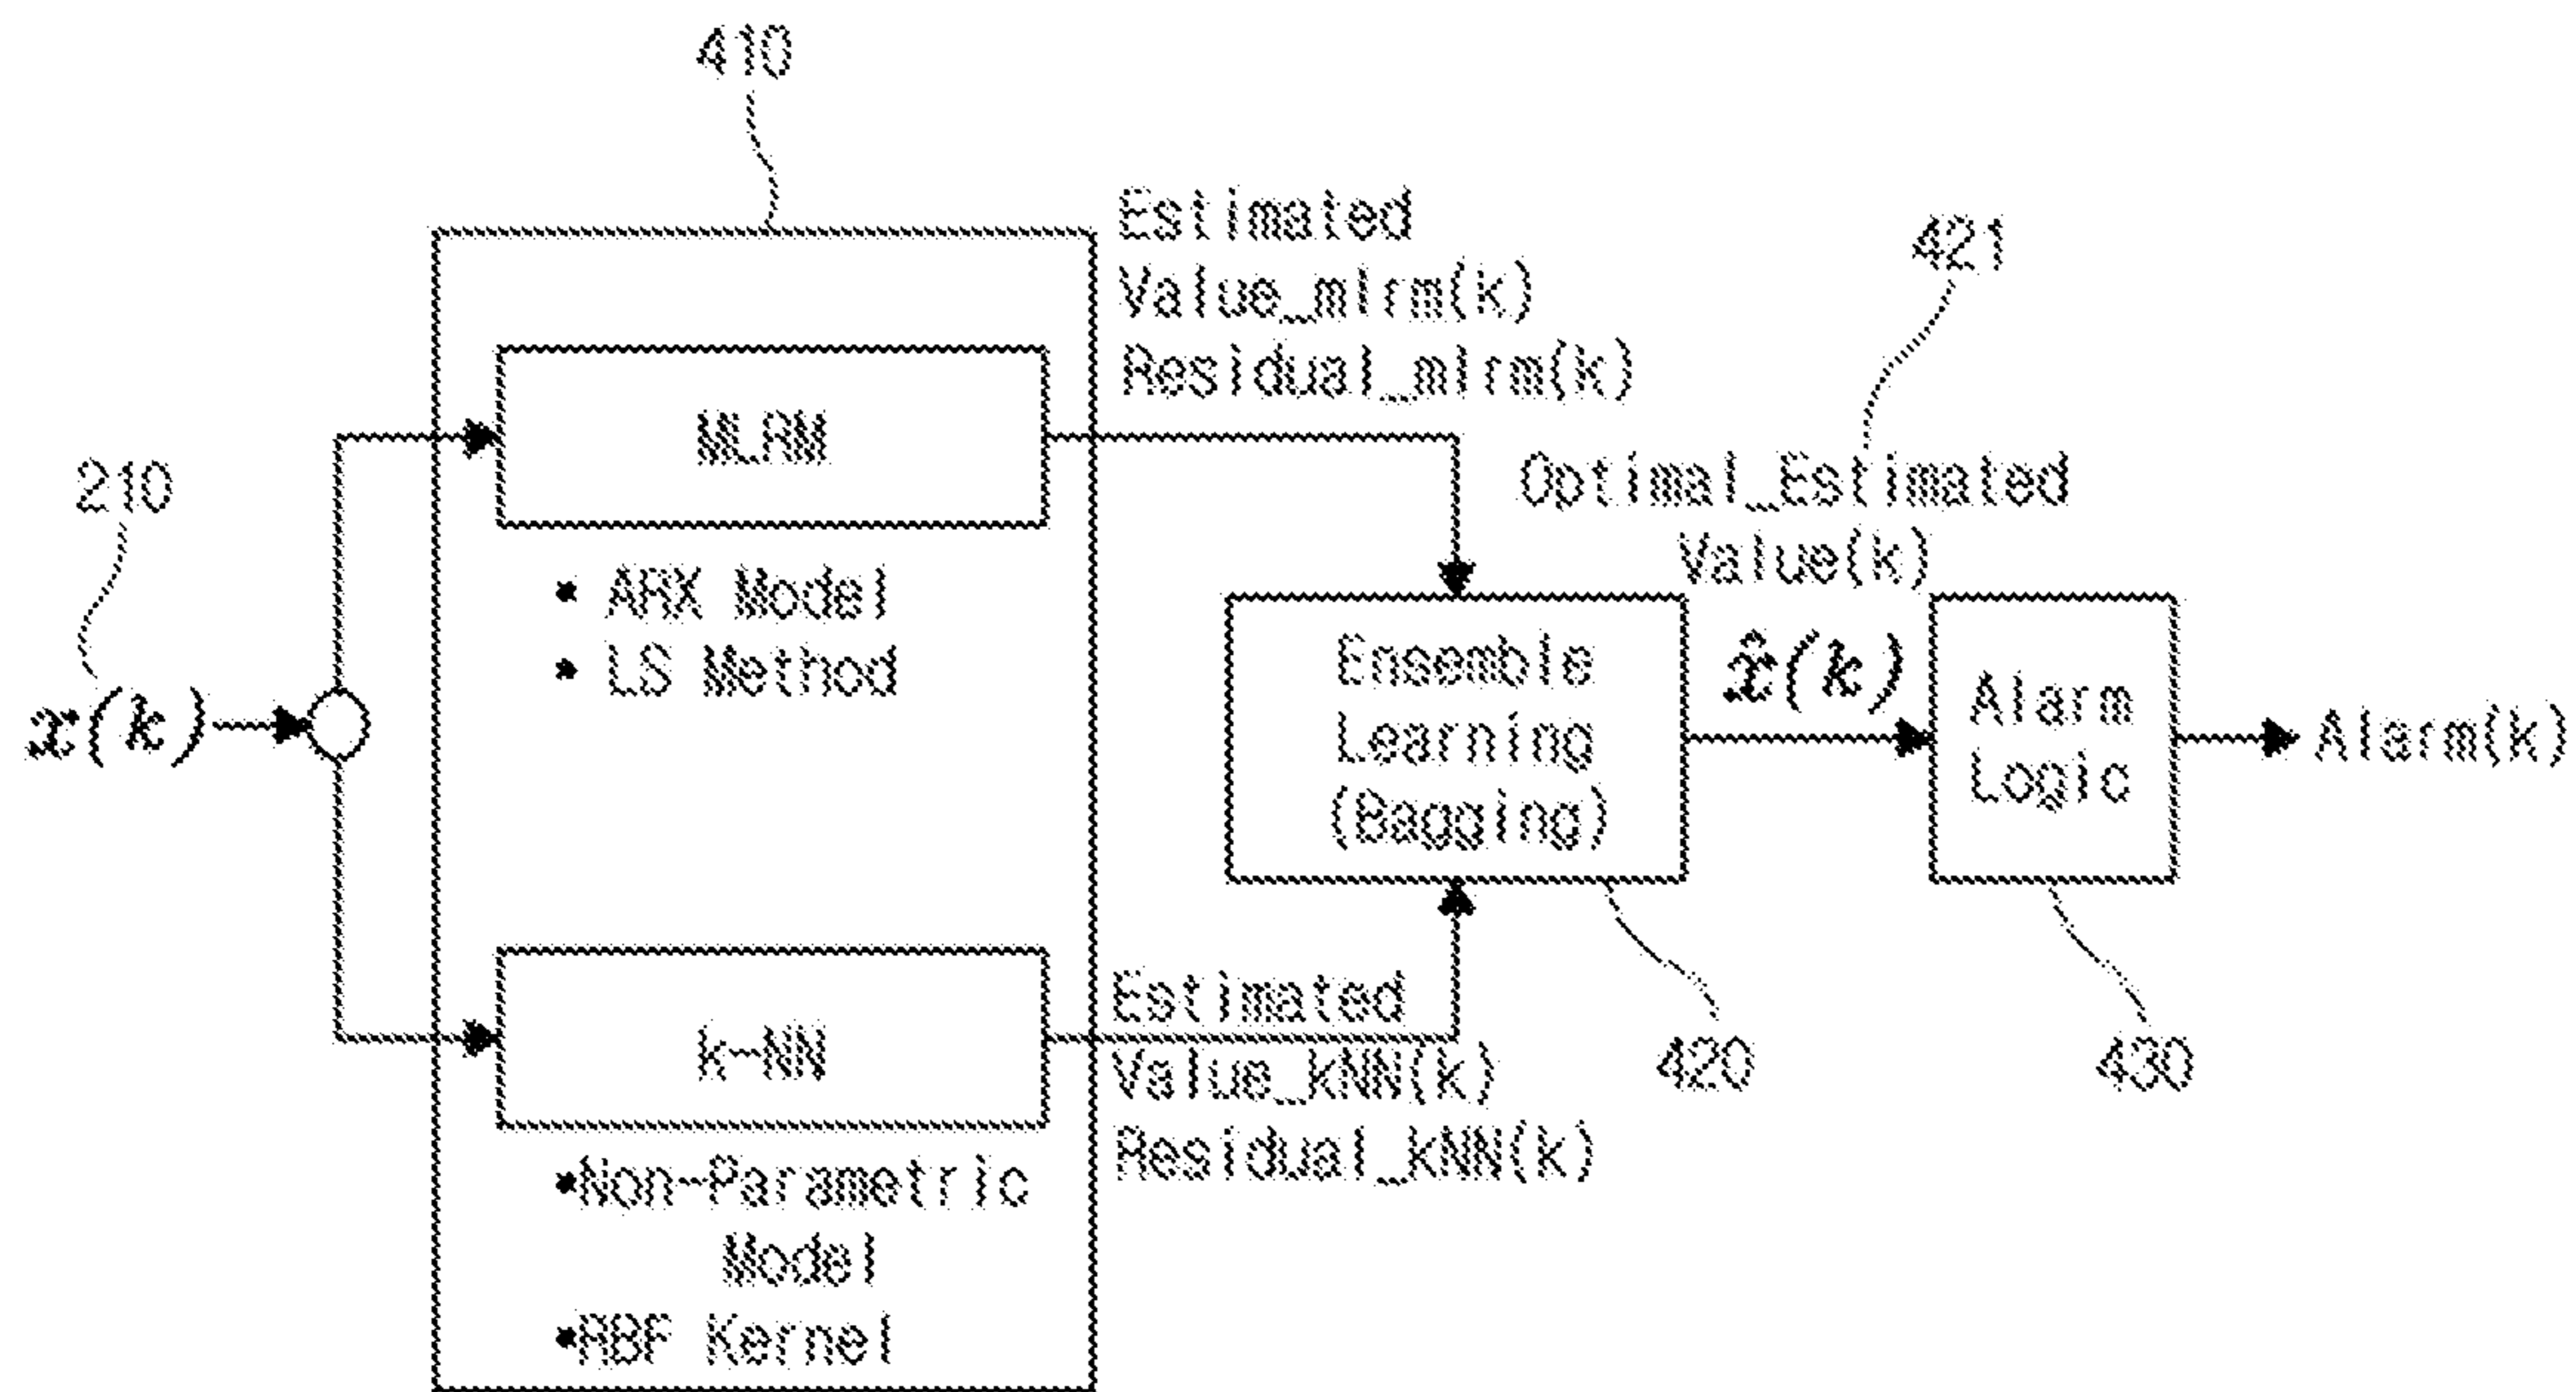 410
Estimated
Value_mlrm(k)
Residual_mlrm(k)
421
MLRM
210
Optimal_Estimated
Value(k)
• ARX Model
• LS Method
x(k)
Ensemble
Learning
(Bagging)
x̂(k)
Alarm
Logic
Alarm(k)
k-NN
Estimated
Value_kNN(k)
Residual_kNN(k)
420
430
•Non-Parametric
Model
•RBF Kernel